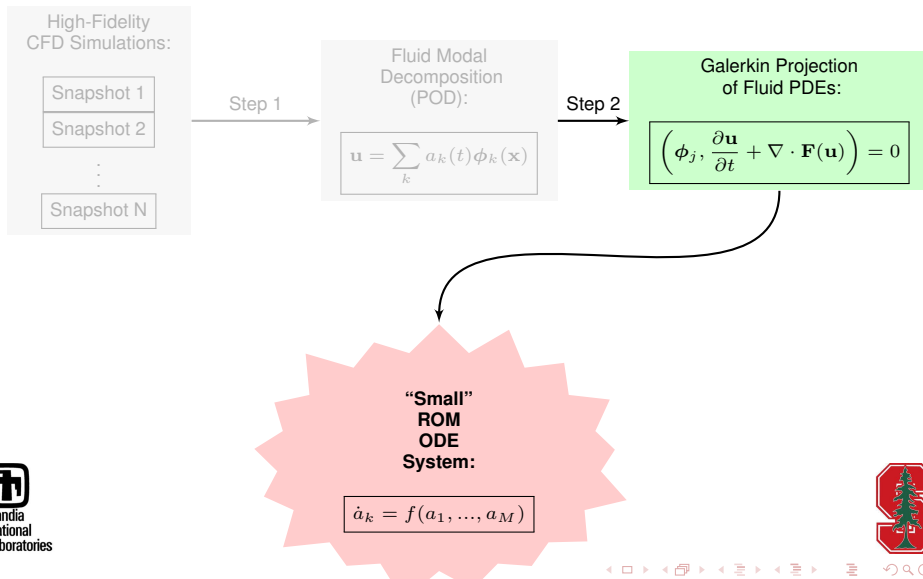 High-Fidelity
CFD Simulations:
Snapshot 1
Snapshot 2
⋮
Snapshot N
Step 1
Fluid Modal
Decomposition
(POD):
u = ∑_k a_k(t)ϕ_k(x)
Step 2
Galerkin Projection
of Fluid PDEs:
(ϕ_j, ∂u/∂t + ∇ · F(u)) = 0
“Small”
ROM
ODE
System:
ȧ_k = f(a_1, ..., a_M)
andia
ational
boratories